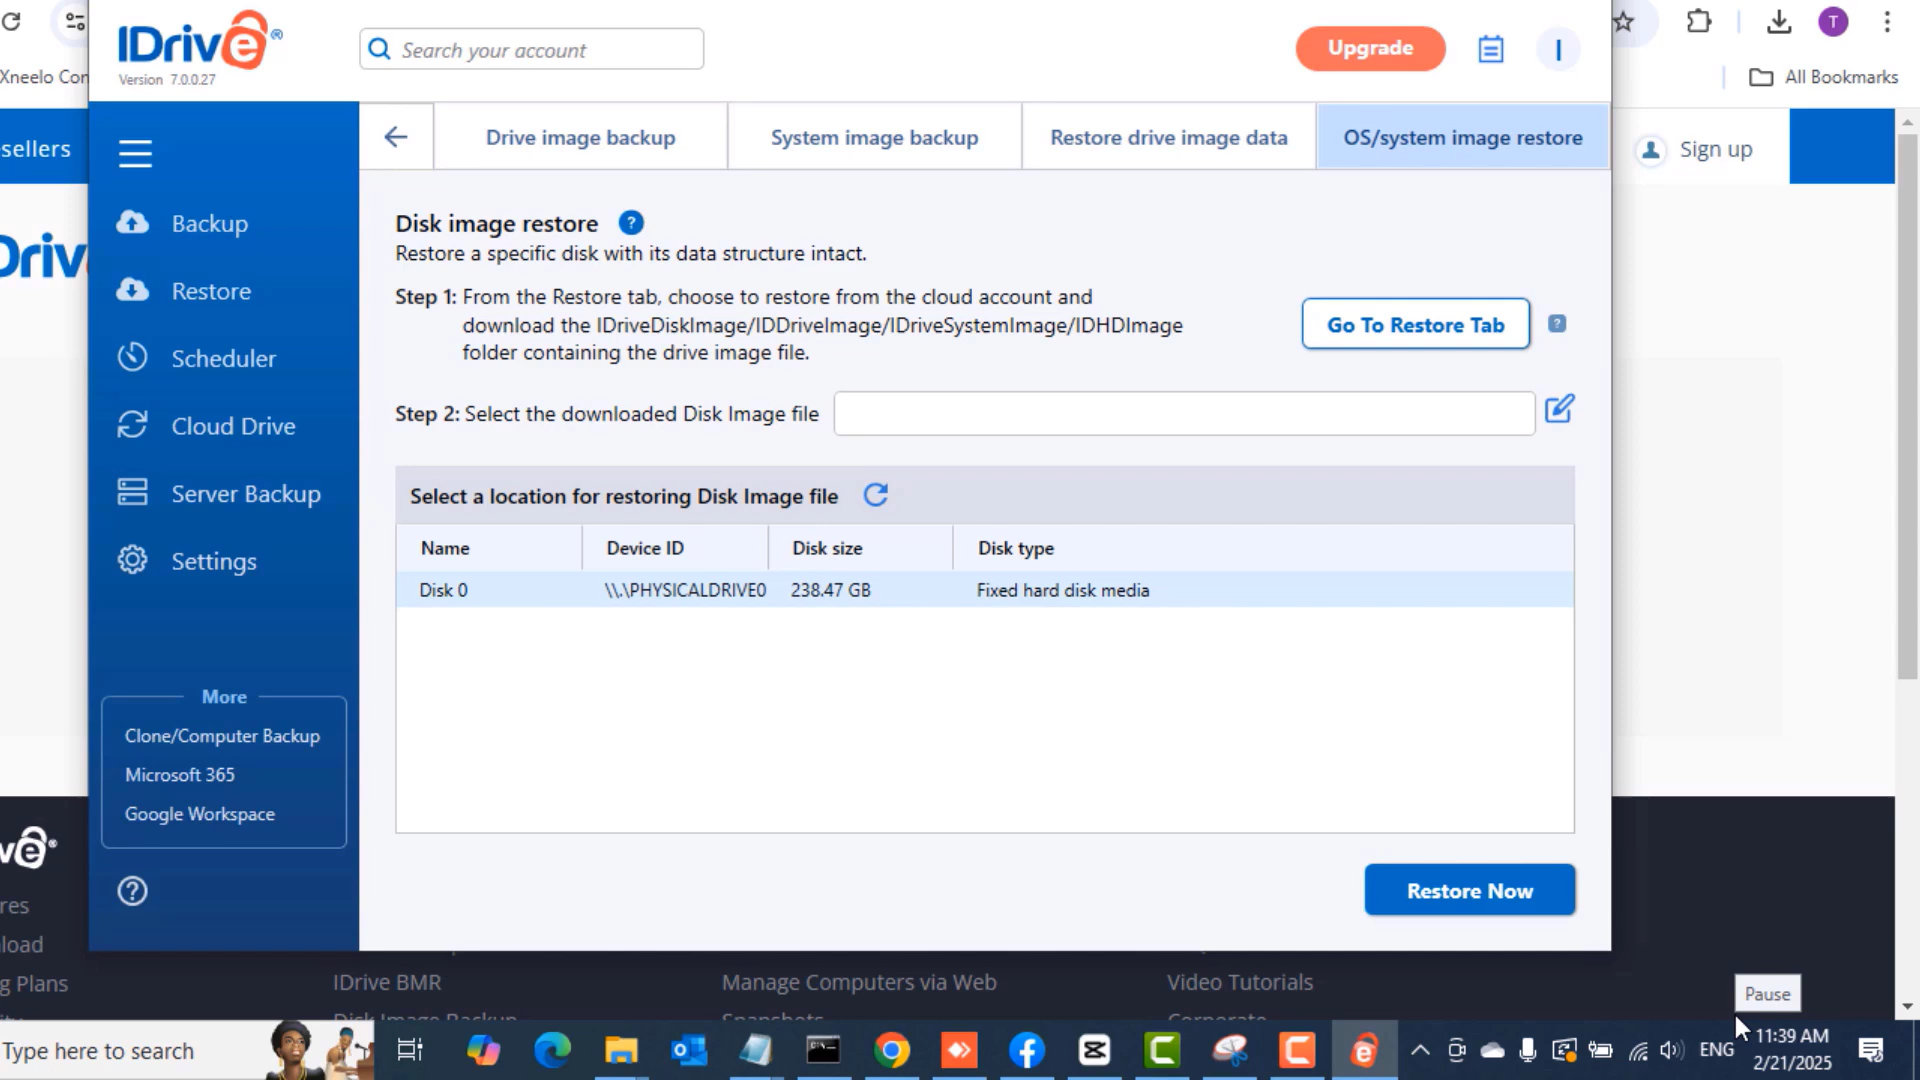 IDrive®
Version 7.0.0.27
Search your account
Upgrade
I
T
Xneelo Con
All Bookmarks
sellers
Sign up
Driv
Drive image backup
System image backup
Restore drive image data
OS/system image restore
Backup
Restore
Scheduler
Cloud Drive
Server Backup
Settings
More
Clone/Computer Backup
Microsoft 365
Google Workspace
Disk image restore ?
Restore a specific disk with its data structure intact.
Step 1: From the Restore tab, choose to restore from the cloud account and
download the IDriveDiskImage/IDDriveImage/IDriveSystemImage/IDHDImage
folder containing the drive image file.
Go To Restore Tab ?
Step 2: Select the downloaded Disk Image file
Select a location for restoring Disk Image file
Name Device ID Disk size Disk type
Disk 0 \\.\PHYSICALDRIVE0 238.47 GB Fixed hard disk media
Restore Now
ve®
res
load
g Plans
IDrive BMR
Manage Computers via Web
Video Tutorials
Disk Image Backup
Snapshots
Corporate
Pause
Type here to search
ENG
11:39 AM
2/21/2025